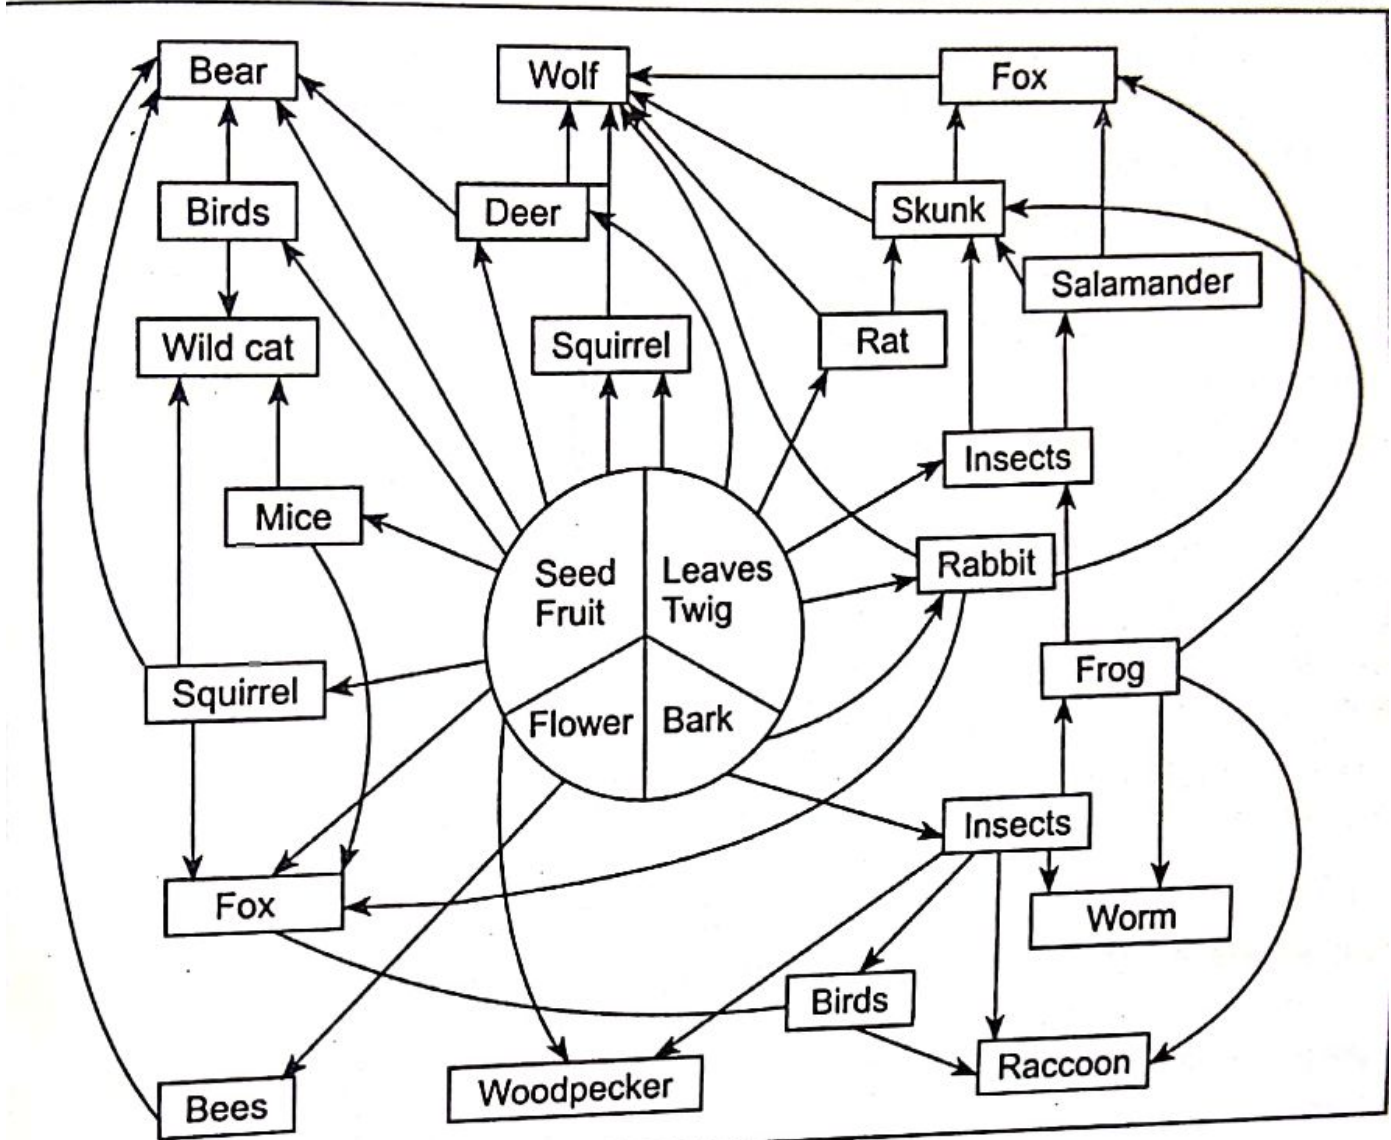 Bear
Wolf
Fox
Birds
Deer
Skunk
Salamander
Wild cat
Squirrel
Rat
Insects
Mice
Seed
Fruit
Leaves
Twig
Rabbit
Squirrel
Flower
Bark
Frog
Insects
Fox
Worm
Birds
Woodpecker
Raccoon
Bees